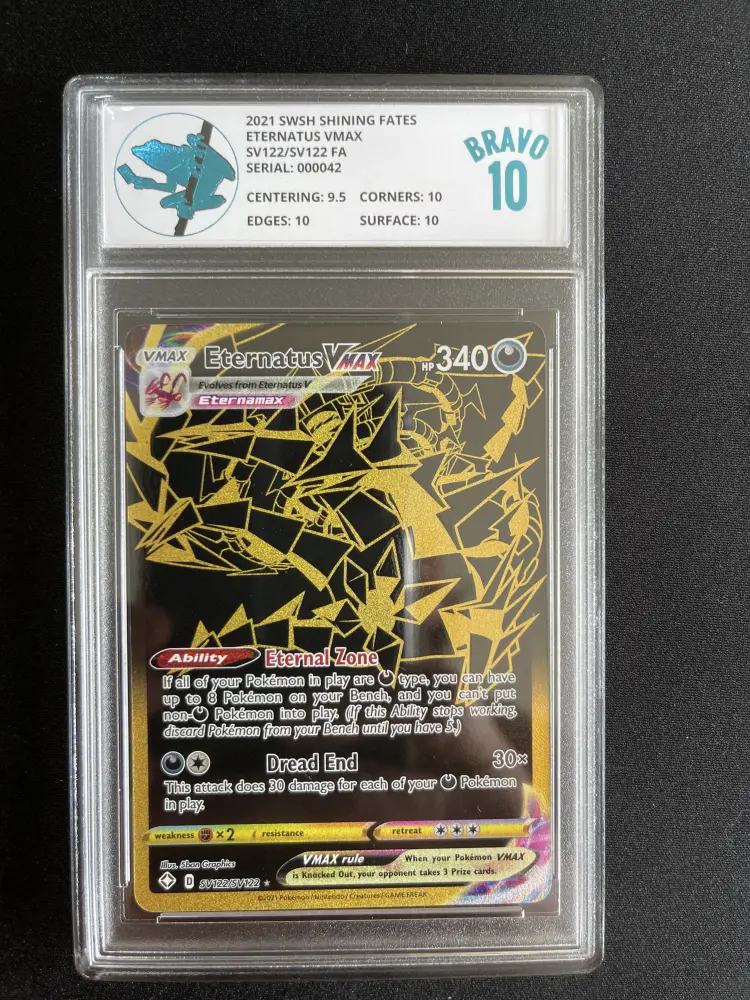 2021 SWSH SHINING FATES
ETERNATUS VMAX
SV122/SV122 FA
SERIAL: 000042
CENTERING: 9.5 CORNERS: 10
EDGES: 10 SURFACE: 10
BRAVO
10
VMAX Eternatus VMAX HP 340
Evolves from Eternatus V
Eternamax
Ability Eternal Zone
If all of your Pokémon in play are type, you can have
up to 8 Pokémon on your Bench, and you can't put
non- Pokémon into play. (If this Ability stops working,
discard Pokémon from your Bench until you have 5.)
Dread End 30×
This attack does 30 damage for each of your Pokémon
in play.
weakness ×2 resistance retreat
Illus. 5ban Graphics
VMAX rule When your Pokémon VMAX
is Knocked Out, your opponent takes 3 Prize cards.
D SV122/SV122 ★
©2021 Pokémon / Nintendo / Creatures / GAME FREAK